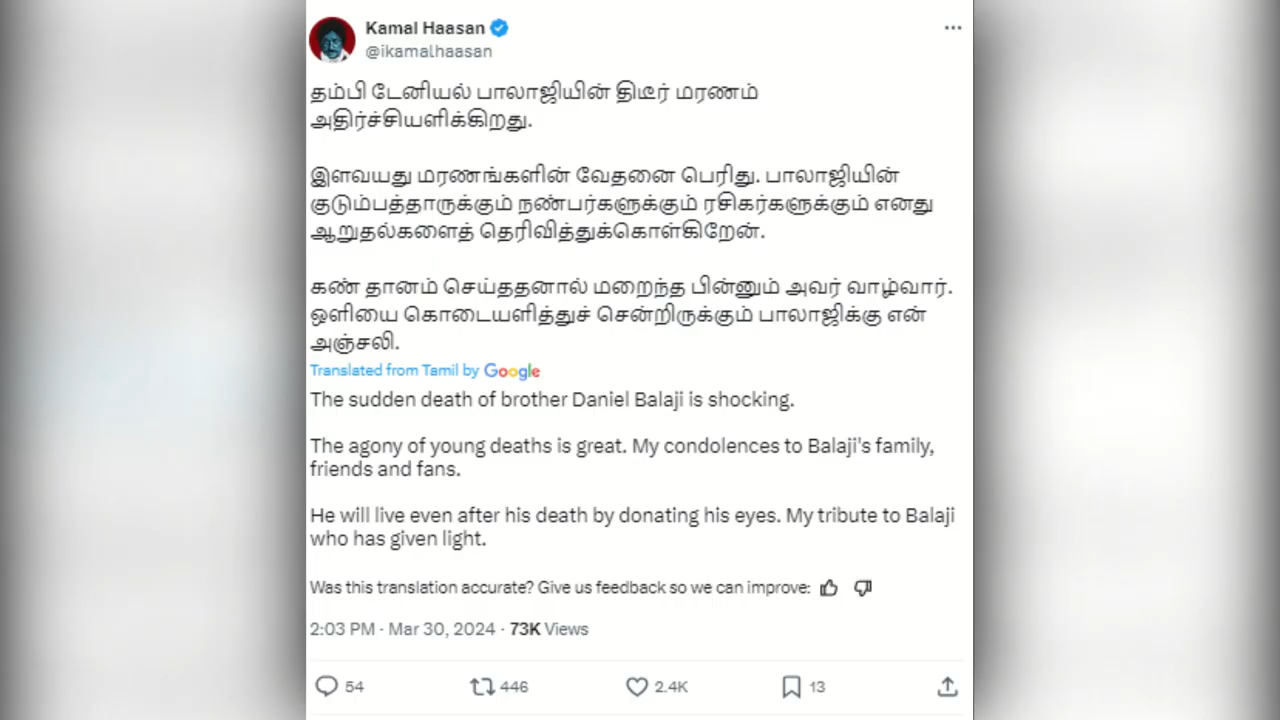 Kamal Haasan
@ikamalhaasan
தம்பி டேனியல் பாலாஜியின் திடீர் மரணம்
அதிர்ச்சியளிக்கிறது.
இளவயது மரணங்களின் வேதனை பெரிது. பாலாஜியின்
குடும்பத்தாருக்கும் நண்பர்களுக்கும் ரசிகர்களுக்கும் எனது
ஆறுதல்களைத் தெரிவித்துக்கொள்கிறேன்.
கண் தானம் செய்ததனால் மறைந்த பின்னும் அவர் வாழ்வார்.
ஒளியை கொடையளித்துச் சென்றிருக்கும் பாலாஜிக்கு என்
அஞ்சலி.
Translated from Tamil by Google
The sudden death of brother Daniel Balaji is shocking.
The agony of young deaths is great. My condolences to Balaji's family,
friends and fans.
He will live even after his death by donating his eyes. My tribute to Balaji
who has given light.
Was this translation accurate? Give us feedback so we can improve:
2:03 PM · Mar 30, 2024 · 73K Views
54 446 2.4K 13